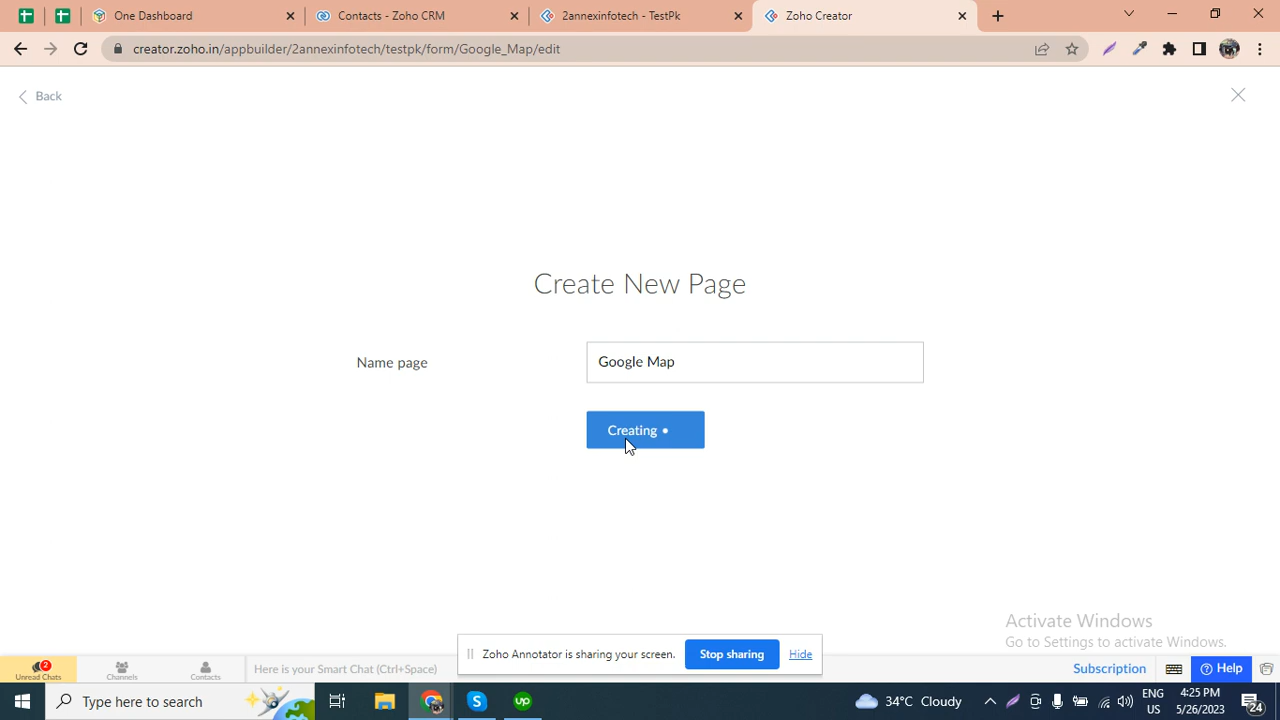 One Dashboard
Contacts - Zoho CRM
2annexinfotech - TestPk
Zoho Creator
creator.zoho.in/appbuilder/2annexinfotech/testpk/form/Google_Map/edit
Back
Create New Page
Name page
Google Map
Creating
Activate Windows
Go to Settings to activate Windows.
Zoho Annotator is sharing your screen.
Stop sharing
Hide
2
Unread Chats
Channels
Contacts
Here is your Smart Chat (Ctrl+Space)
Subscription
Help
Type here to search
up
34°C Cloudy
ENG
US
4:25 PM
5/26/2023
24